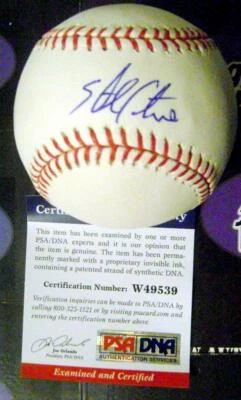 This item has been examined by one or more
PSA/DNA experts and it is our opinion that
the item is genuine. The item has been perma-
nently marked with a proprietary invisible ink,
containing a patented strand of synthetic DNA.
Certification Number: W49539
Verification inquiries can be made to PSA/DNA by
calling 800-325-1121 or by visiting psacard.com and
entering the above certification number.
Joe Orlando
President, PSA/DNA
PSA DNA
AUTHENTICATION SERVICES
Examined and Certified